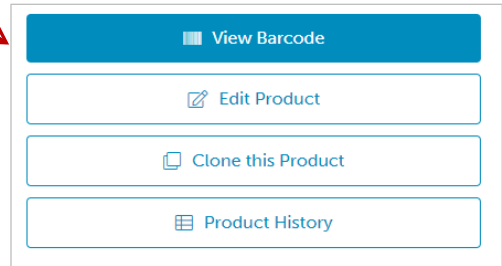 View Barcode
Edit Product
Clone this Product
Product History